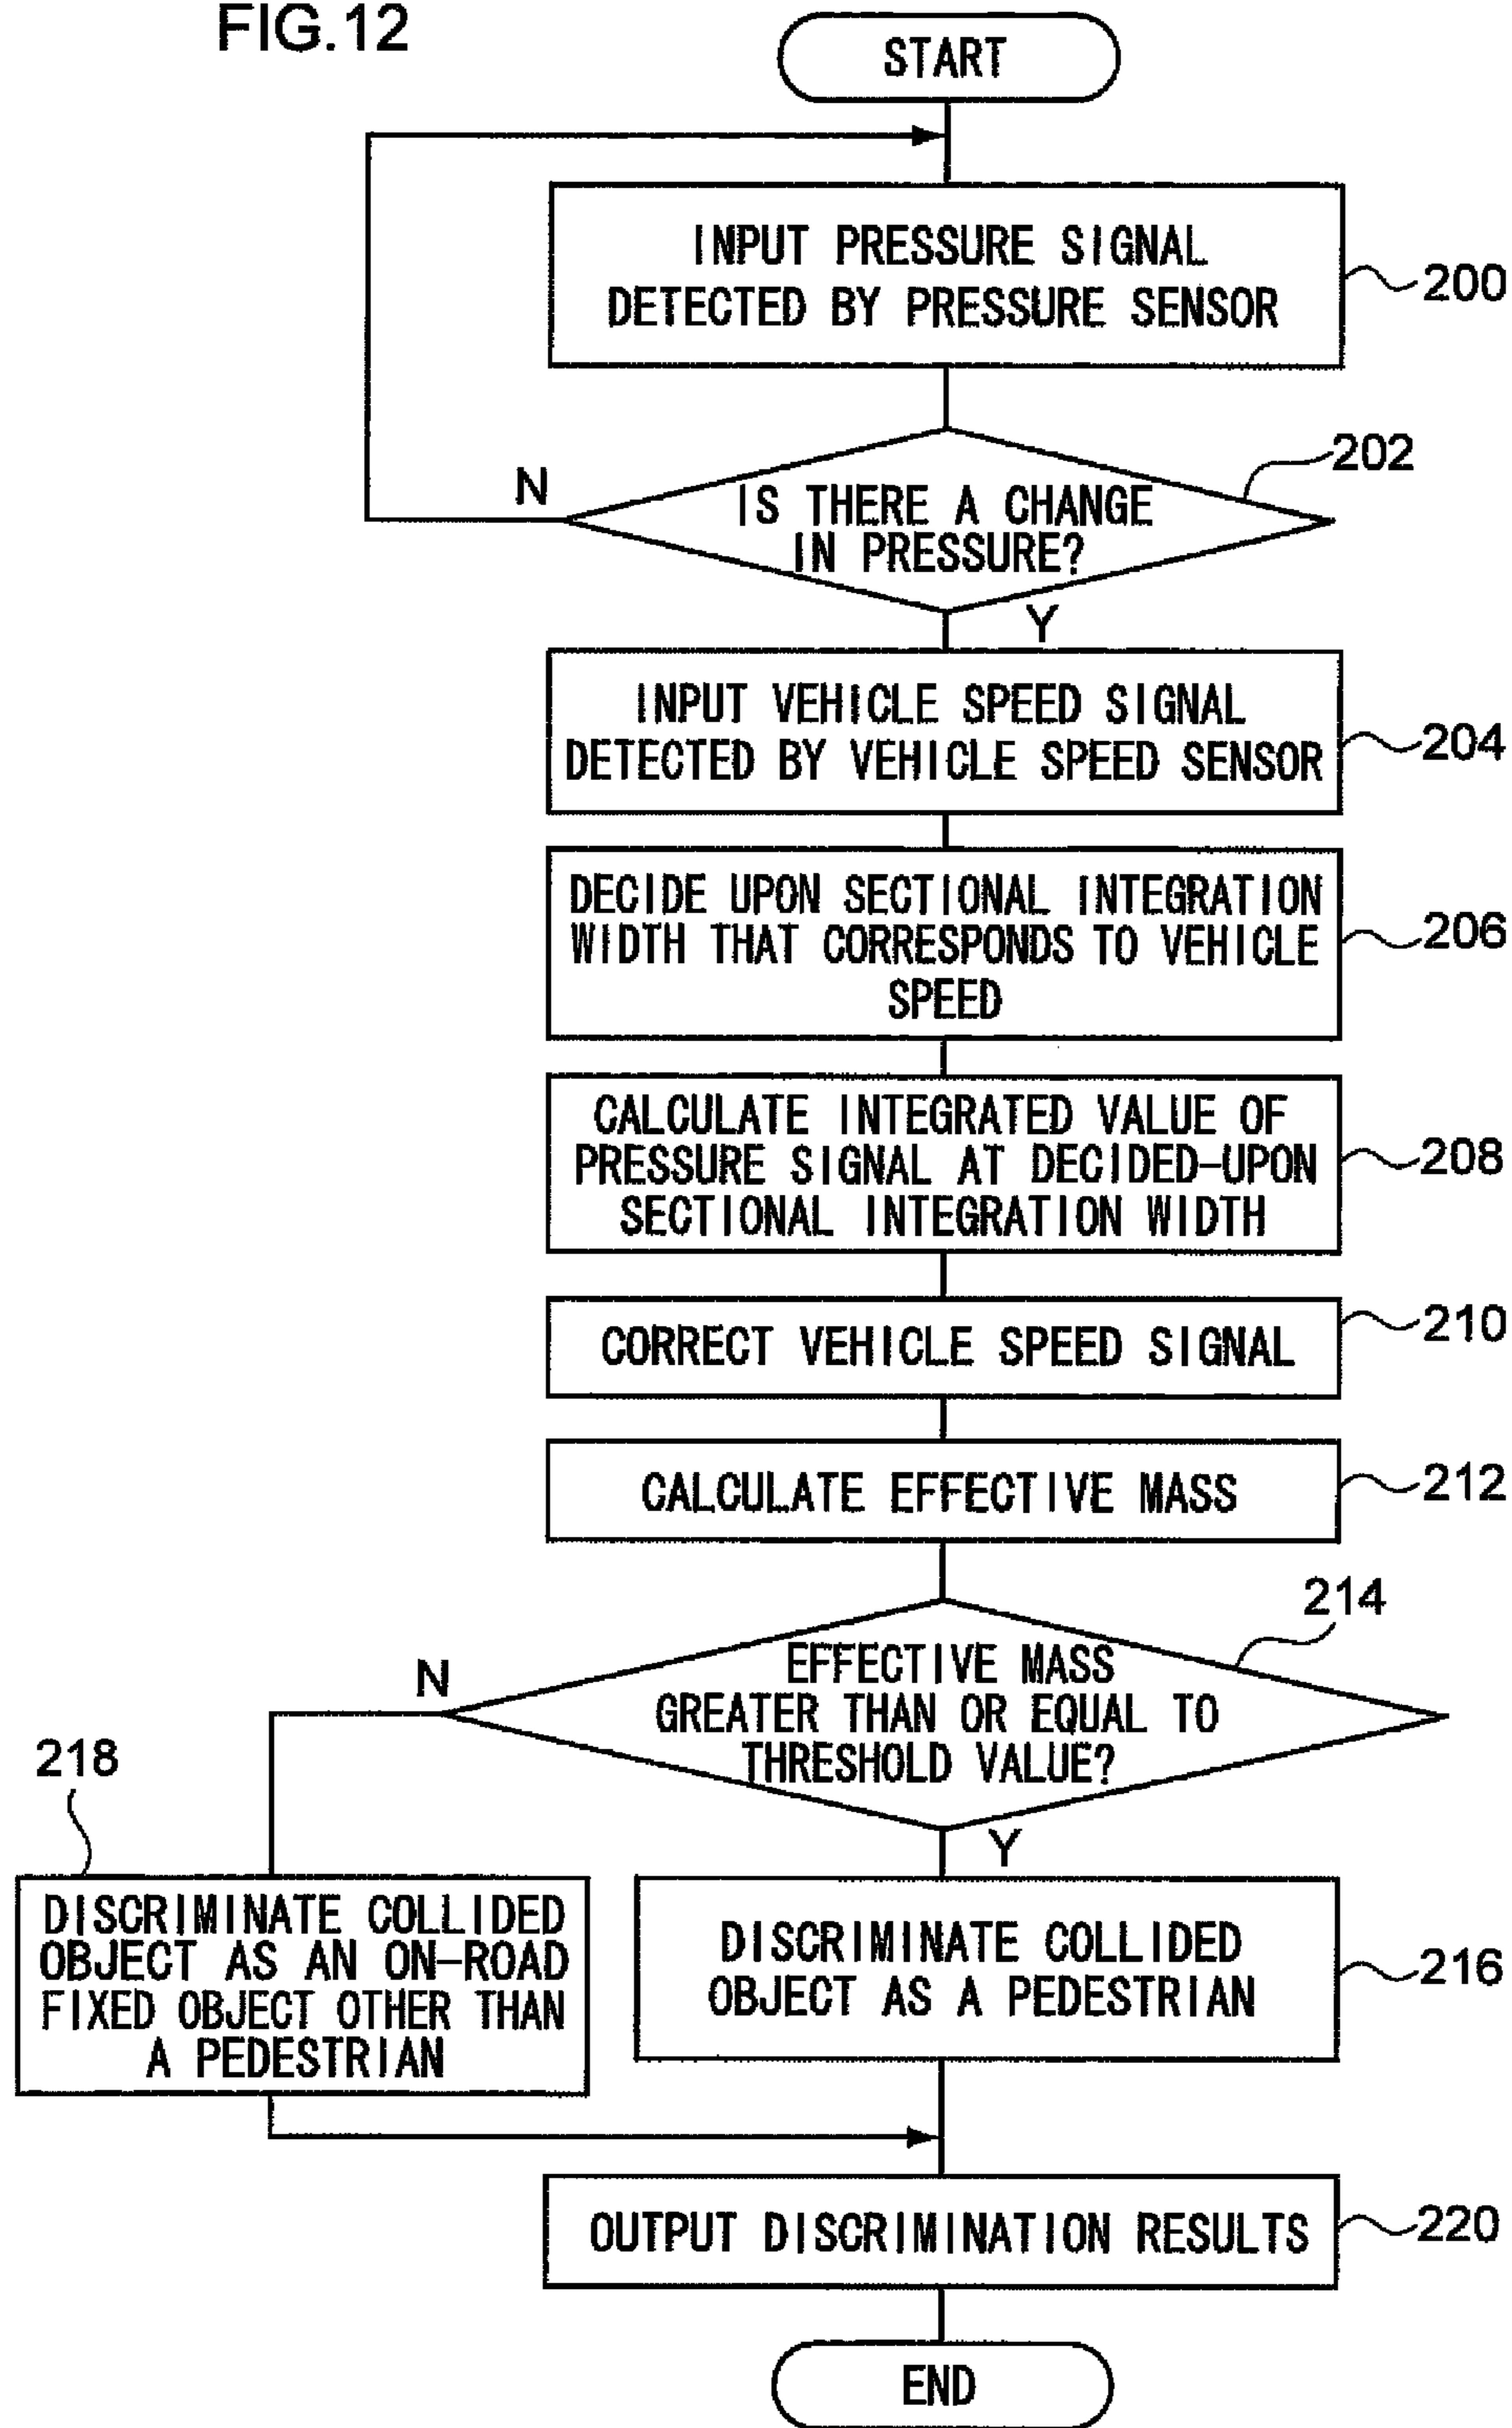 FIG.12
START
INPUT PRESSURE SIGNAL
DETECTED BY PRESSURE SENSOR
200
202
N
IS THERE A CHANGE
IN PRESSURE?
Y
INPUT VEHICLE SPEED SIGNAL
DETECTED BY VEHICLE SPEED SENSOR
204
DECIDE UPON SECTIONAL INTEGRATION
WIDTH THAT CORRESPONDS TO VEHICLE
SPEED
206
CALCULATE INTEGRATED VALUE OF
PRESSURE SIGNAL AT DECIDED-UPON
SECTIONAL INTEGRATION WIDTH
208
CORRECT VEHICLE SPEED SIGNAL
210
CALCULATE EFFECTIVE MASS
212
214
N
EFFECTIVE MASS
GREATER THAN OR EQUAL TO
THRESHOLD VALUE?
Y
218
DISCRIMINATE COLLIDED
OBJECT AS AN ON-ROAD
FIXED OBJECT OTHER THAN
A PEDESTRIAN
DISCRIMINATE COLLIDED
OBJECT AS A PEDESTRIAN
216
OUTPUT DISCRIMINATION RESULTS
220
END